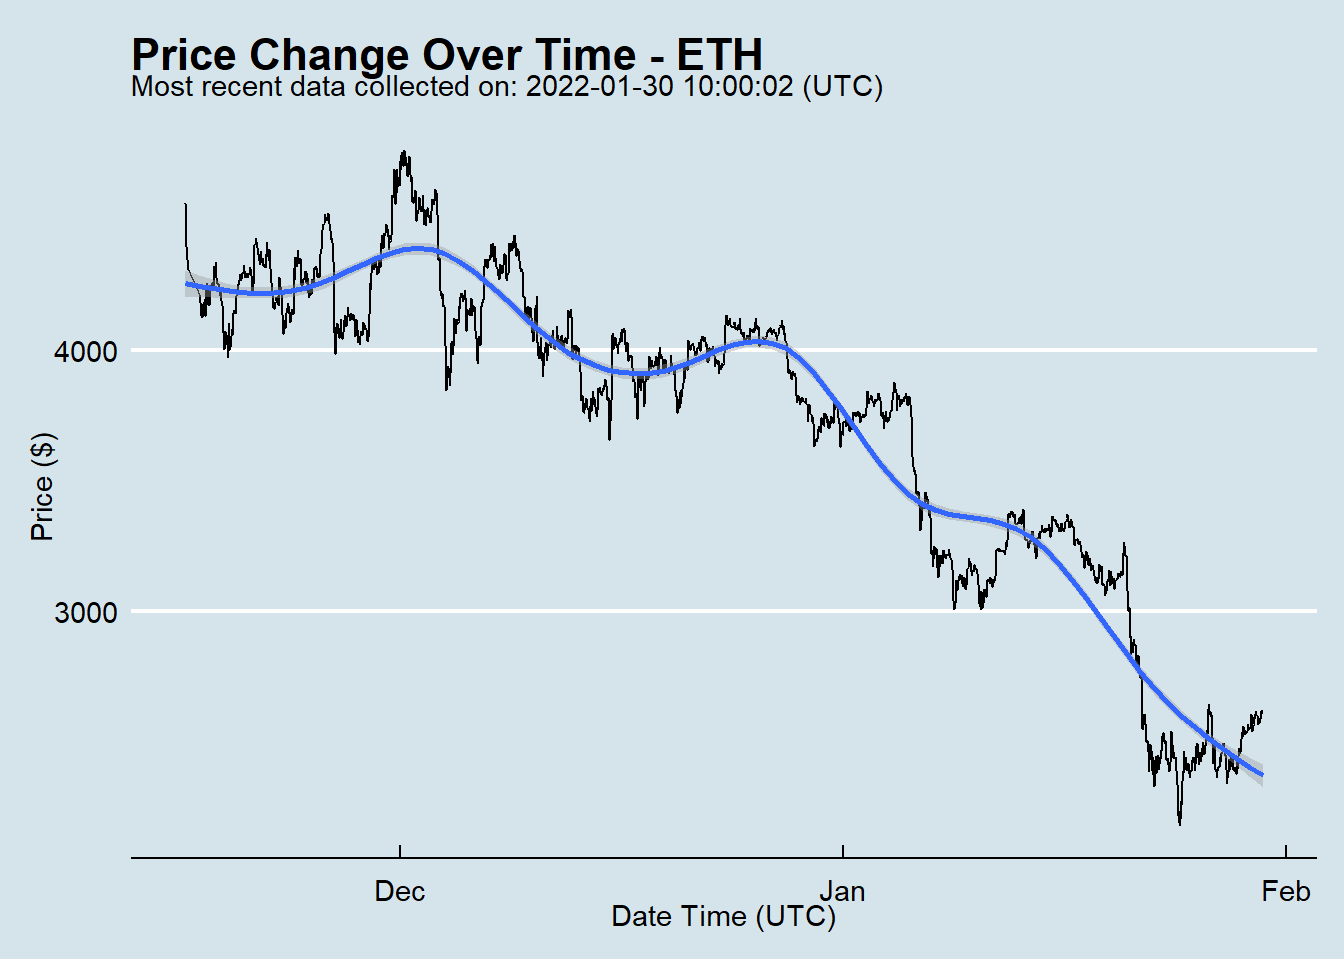 Price Change Over Time - ETH
Most recent data collected on: 2022-01-30 10:00:02 (UTC)
Price ($)
4000
3000
Dec
Jan
Feb
Date Time (UTC)